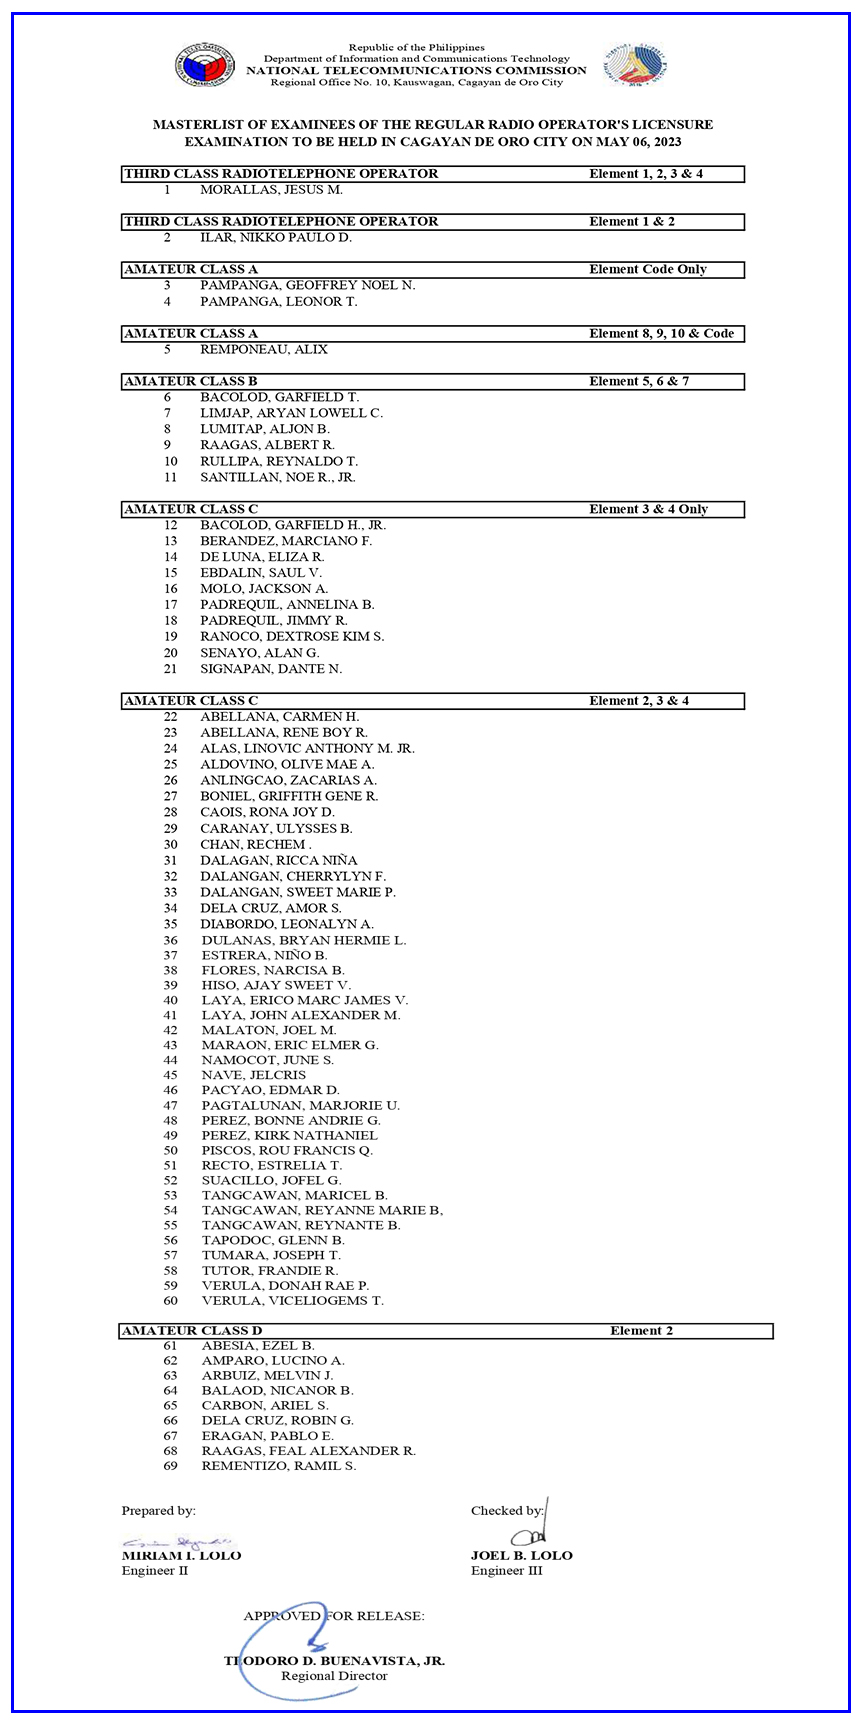 Republic of the Philippines
Department of Information and Communications Technology
NATIONAL TELECOMMUNICATIONS COMMISSION
Regional Office No. 10, Kauswagan, Cagayan de Oro City
MASTERLIST OF EXAMINEES OF THE REGULAR RADIO OPERATOR'S LICENSURE
EXAMINATION TO BE HELD IN CAGAYAN DE ORO CITY ON MAY 06, 2023
THIRD CLASS RADIOTELEPHONE OPERATOR Element 1, 2, 3 & 4
1 MORALLAS, JESUS M.
THIRD CLASS RADIOTELEPHONE OPERATOR Element 1 & 2
2 ILAR, NIKKO PAULO D.
AMATEUR CLASS A Element Code Only
3 PAMPANGA, GEOFFREY NOEL N.
4 PAMPANGA, LEONOR T.
AMATEUR CLASS A Element 8, 9, 10 & Code
5 REMPONEAU, ALIX
AMATEUR CLASS B Element 5, 6 & 7
6 BACOLOD, GARFIELD T.
7 LIMJAP, ARYAN LOWELL C.
8 LUMITAP, ALJON B.
9 RAAGAS, ALBERT R.
10 RULLIPA, REYNALDO T.
11 SANTILLAN, NOE R., JR.
AMATEUR CLASS C Element 3 & 4 Only
12 BACOLOD, GARFIELD H., JR.
13 BERANDEZ, MARCIANO F.
14 DE LUNA, ELIZA R.
15 EBDALIN, SAUL V.
16 MOLO, JACKSON A.
17 PADREQUIL, ANNELINA B.
18 PADREQUIL, JIMMY R.
19 RANOCO, DEXTROSE KIM S.
20 SENAYO, ALAN G.
21 SIGNAPAN, DANTE N.
AMATEUR CLASS C Element 2, 3 & 4
22 ABELLANA, CARMEN H.
23 ABELLANA, RENE BOY R.
24 ALAS, LINOVIC ANTHONY M. JR.
25 ALDOVINO, OLIVE MAE A.
26 ANLINGCAO, ZACARIAS A.
27 BONIEL, GRIFFITH GENE R.
28 CAOIS, RONA JOY D.
29 CARANAY, ULYSSES B.
30 CHAN, RECHEM .
31 DALAGAN, RICCA NIÑA
32 DALANGAN, CHERRYLYN F.
33 DALANGAN, SWEET MARIE P.
34 DELA CRUZ, AMOR S.
35 DIABORDO, LEONALYN A.
36 DULANAS, BRYAN HERMIE L.
37 ESTRERA, NIÑO B.
38 FLORES, NARCISA B.
39 HISO, AJAY SWEET V.
40 LAYA, ERICO MARC JAMES V.
41 LAYA, JOHN ALEXANDER M.
42 MALATON, JOEL M.
43 MARAON, ERIC ELMER G.
44 NAMOCOT, JUNE S.
45 NAVE, JELCRIS
46 PACYAO, EDMAR D.
47 PAGTALUNAN, MARJORIE U.
48 PEREZ, BONNE ANDRIE G.
49 PEREZ, KIRK NATHANIEL
50 PISCOS, ROU FRANCIS Q.
51 RECTO, ESTRELIA T.
52 SUACILLO, JOFEL G.
53 TANGCAWAN, MARICEL B.
54 TANGCAWAN, REYANNE MARIE B,
55 TANGCAWAN, REYNANTE B.
56 TAPODOC, GLENN B.
57 TUMARA, JOSEPH T.
58 TUTOR, FRANDIE R.
59 VERULA, DONAH RAE P.
60 VERULA, VICELIOGEMS T.
AMATEUR CLASS D Element 2
61 ABESIA, EZEL B.
62 AMPARO, LUCINO A.
63 ARBUIZ, MELVIN J.
64 BALAOD, NICANOR B.
65 CARBON, ARIEL S.
66 DELA CRUZ, ROBIN G.
67 ERAGAN, PABLO E.
68 RAAGAS, FEAL ALEXANDER R.
69 REMENTIZO, RAMIL S.
Prepared by: Checked by:
MIRIAM I. LOLO JOEL B. LOLO
Engineer II Engineer III
APPROVED FOR RELEASE:
TEODORO D. BUENAVISTA, JR.
Regional Director